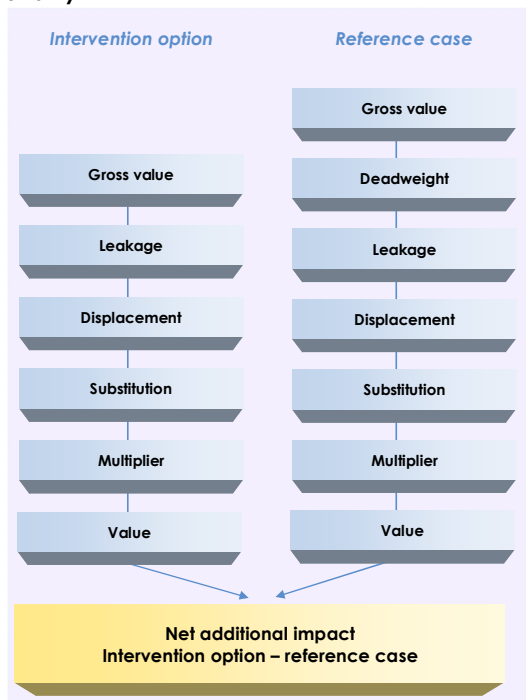 Intervention option
Reference case
Gross value
Gross value
Deadweight
Leakage
Leakage
Displacement
Displacement
Substitution
Substitution
Multiplier
Multiplier
Value
Value
Net additional impact
Intervention option – reference case